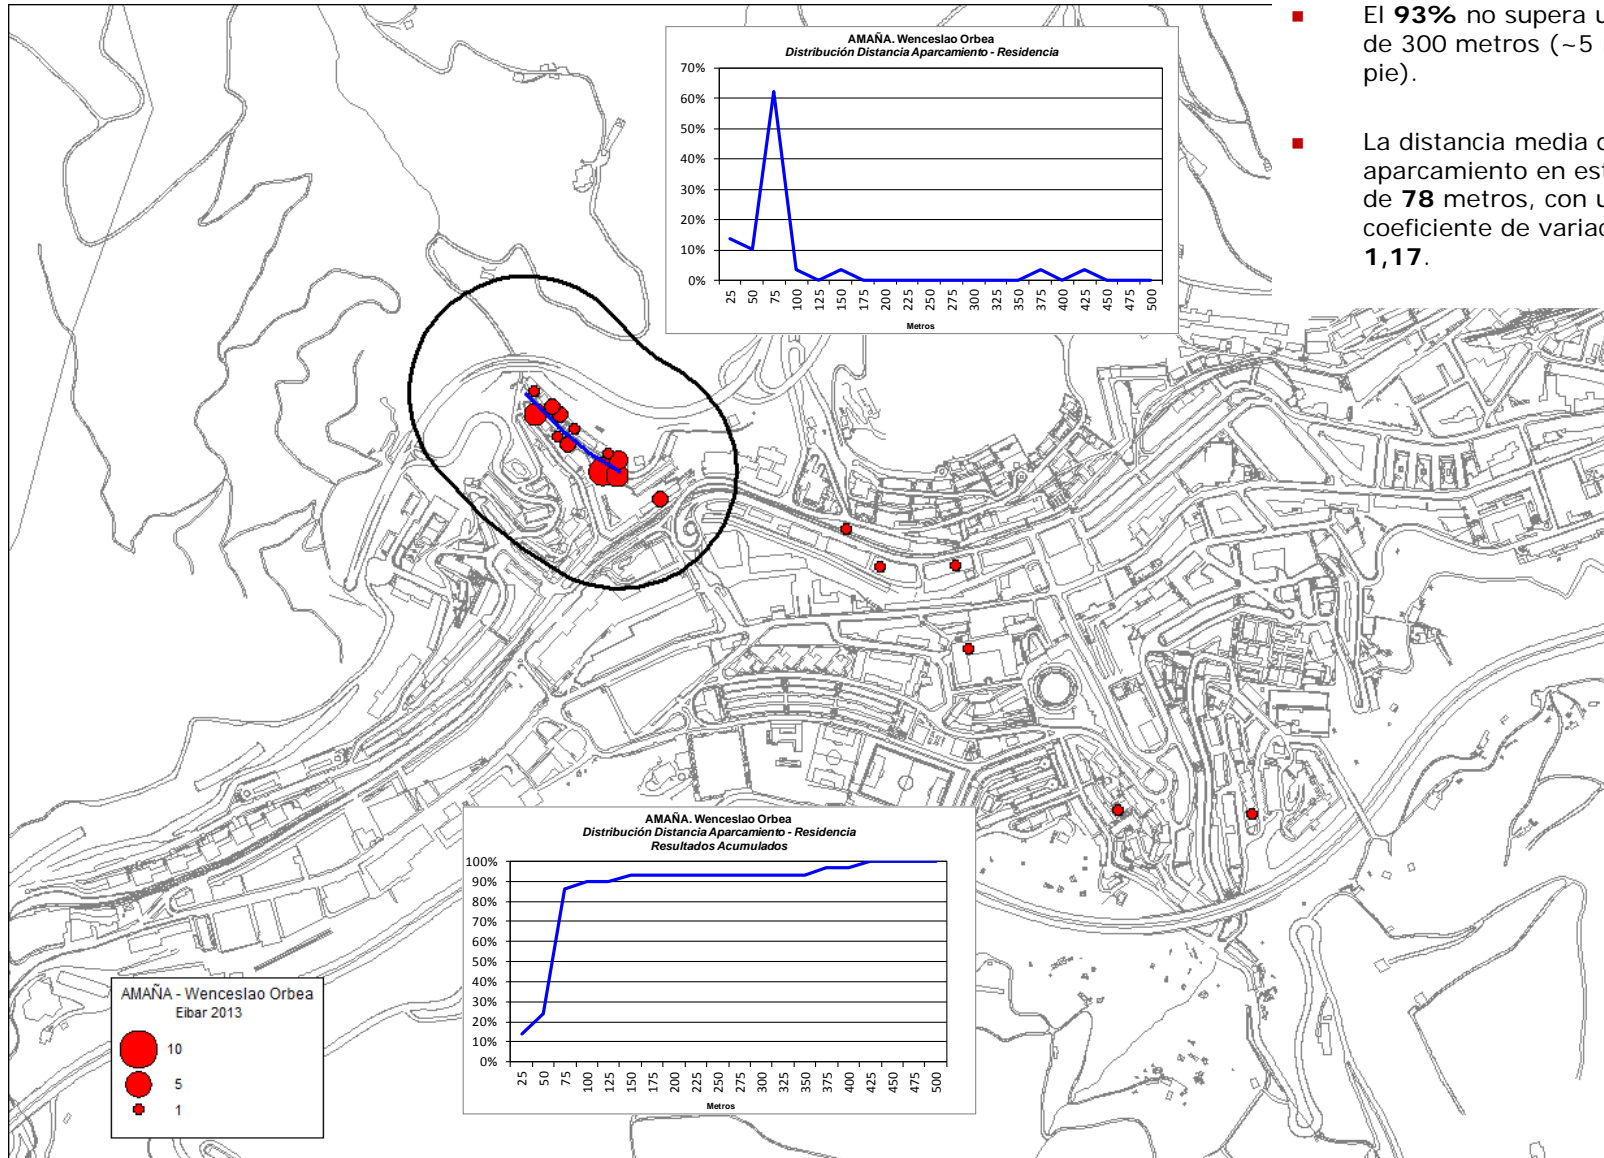 El 93% no supera u
de 300 metros (~5
pie).
La distancia media
aparcamiento en
de 78 metros, con
coeficiente de
1,17.
AMAÑA. Wenceslao Orbea
Distribución Distancia Aparcamiento - Residencia
70%
60%
50%
40%
30%
20%
10%
0%
25 50 75 100 125 150 175 200 225 250 275 300 325 350 375 400 425 450 475 500
Metros
AMAÑA. Wenceslao Orbea
Distribución Distancia Aparcamiento - Residencia
Resultados Acumulados
100%
90%
80%
70%
60%
50%
40%
30%
20%
10%
0%
25 50 75 100 125 150 175 200 225 250 275 300 325 350 375 400 425 450 475 500
Metros
AMAÑA - Wenceslao Orbea
Eibar 2013
10
5
1